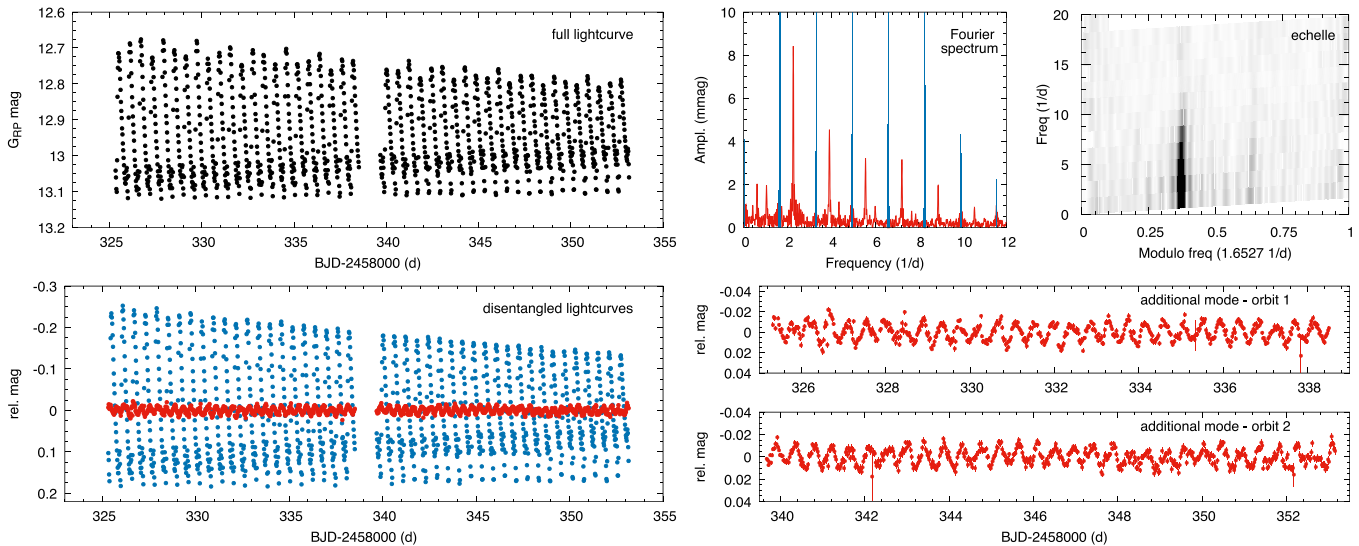 full lightcurve
G_RP mag
12.6
12.7
12.8
12.9
13
13.1
13.2
325 330 335 340 345 350 355
BJD-2458000 (d)
Fourier
spectrum
Ampl. (mmag)
10
8
6
4
2
0
0 2 4 6 8 10 12
Frequency (1/d)
echelle
Freq (1/d)
20
15
10
5
0
0 0.25 0.5 0.75 1
Modulo freq (1.6527 1/d)
disentangled lightcurves
rel. mag
-0.3
-0.2
-0.1
0
0.1
0.2
325 330 335 340 345 350 355
BJD-2458000 (d)
additional mode - orbit 1
rel. mag
-0.04
-0.02
0
0.02
0.04
326 328 330 332 334 336 338
additional mode - orbit 2
rel. mag
-0.04
-0.02
0
0.02
0.04
340 342 344 346 348 350 352
BJD-2458000 (d)